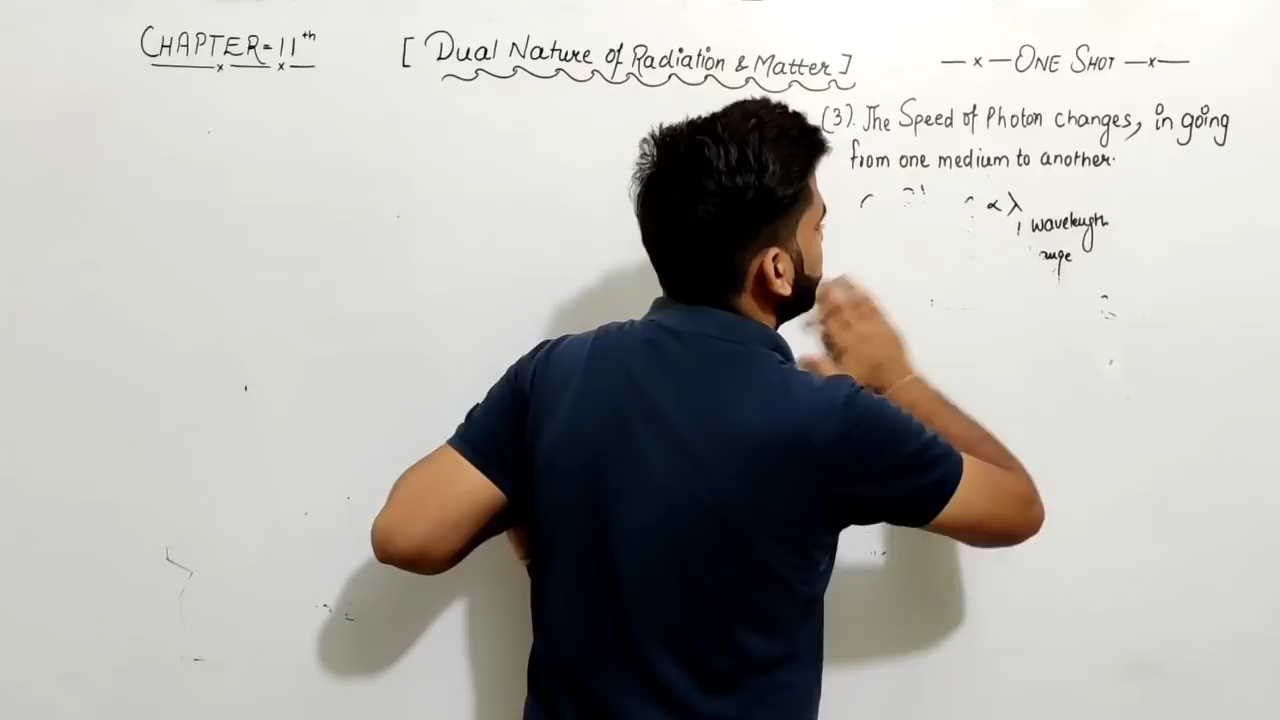 CHAPTER=11th
[ Dual Nature of Radiation & Matter ]
—x—ONE SHOT—x—
(3). The Speed of Photon changes, in going
from one medium to another.
∝ λ
wavelength